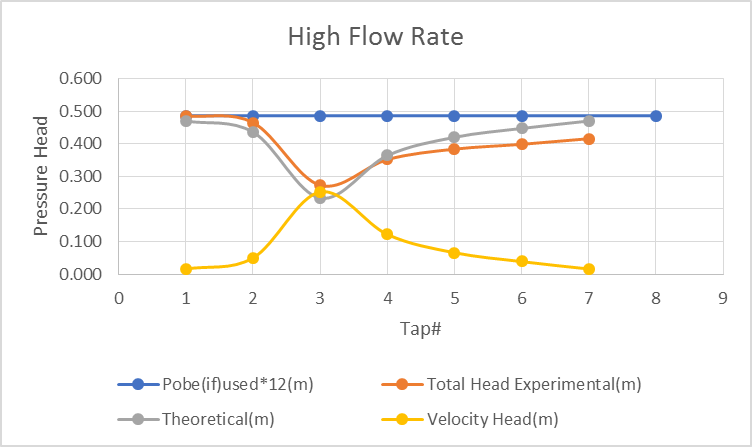 High Flow Rate
0.600
0.500
0.400
0.300
0.200
0.100
0.000
Pressure Head
0 1 2 3 4 5 6 7 8 9
Tap#
Pobe(if)used*12(m) Total Head Experimental(m)
Theoretical(m) Velocity Head(m)